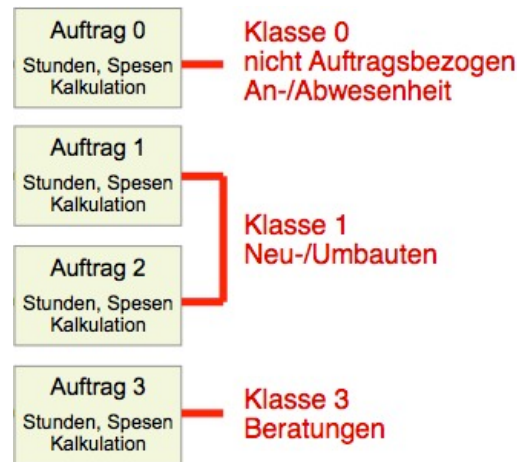 Auftrag 0
Stunden, Spesen
Kalkulation
Klasse 0
nicht Auftragsbezogen
An-/Abwesenheit
Auftrag 1
Stunden, Spesen
Kalkulation
Auftrag 2
Stunden, Spesen
Kalkulation
Klasse 1
Neu-/Umbauten
Auftrag 3
Stunden, Spesen
Kalkulation
Klasse 3
Beratungen